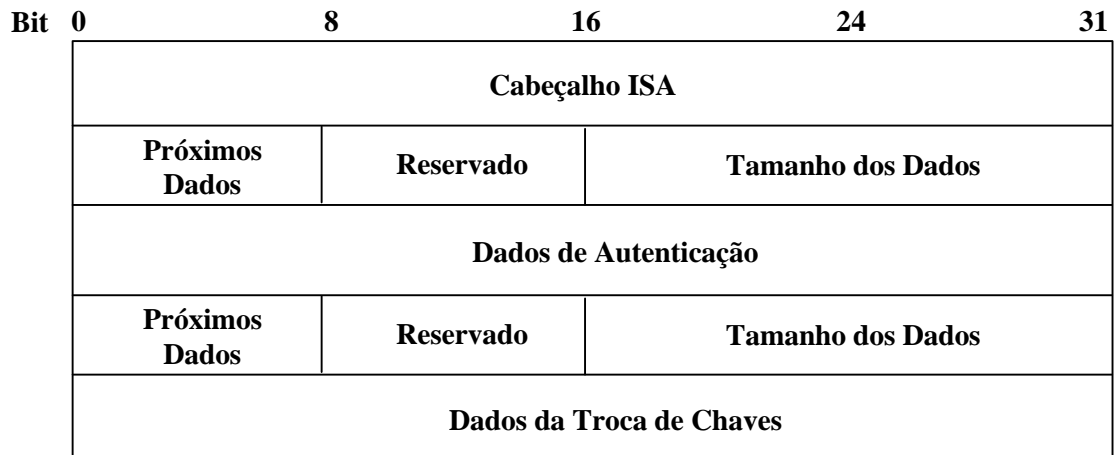 Bit 0 8 16 24 31
Cabeçalho ISA
Próximos
Dados
Reservado
Tamanho dos Dados
Dados de Autenticação
Próximos
Dados
Reservado
Tamanho dos Dados
Dados da Troca de Chaves